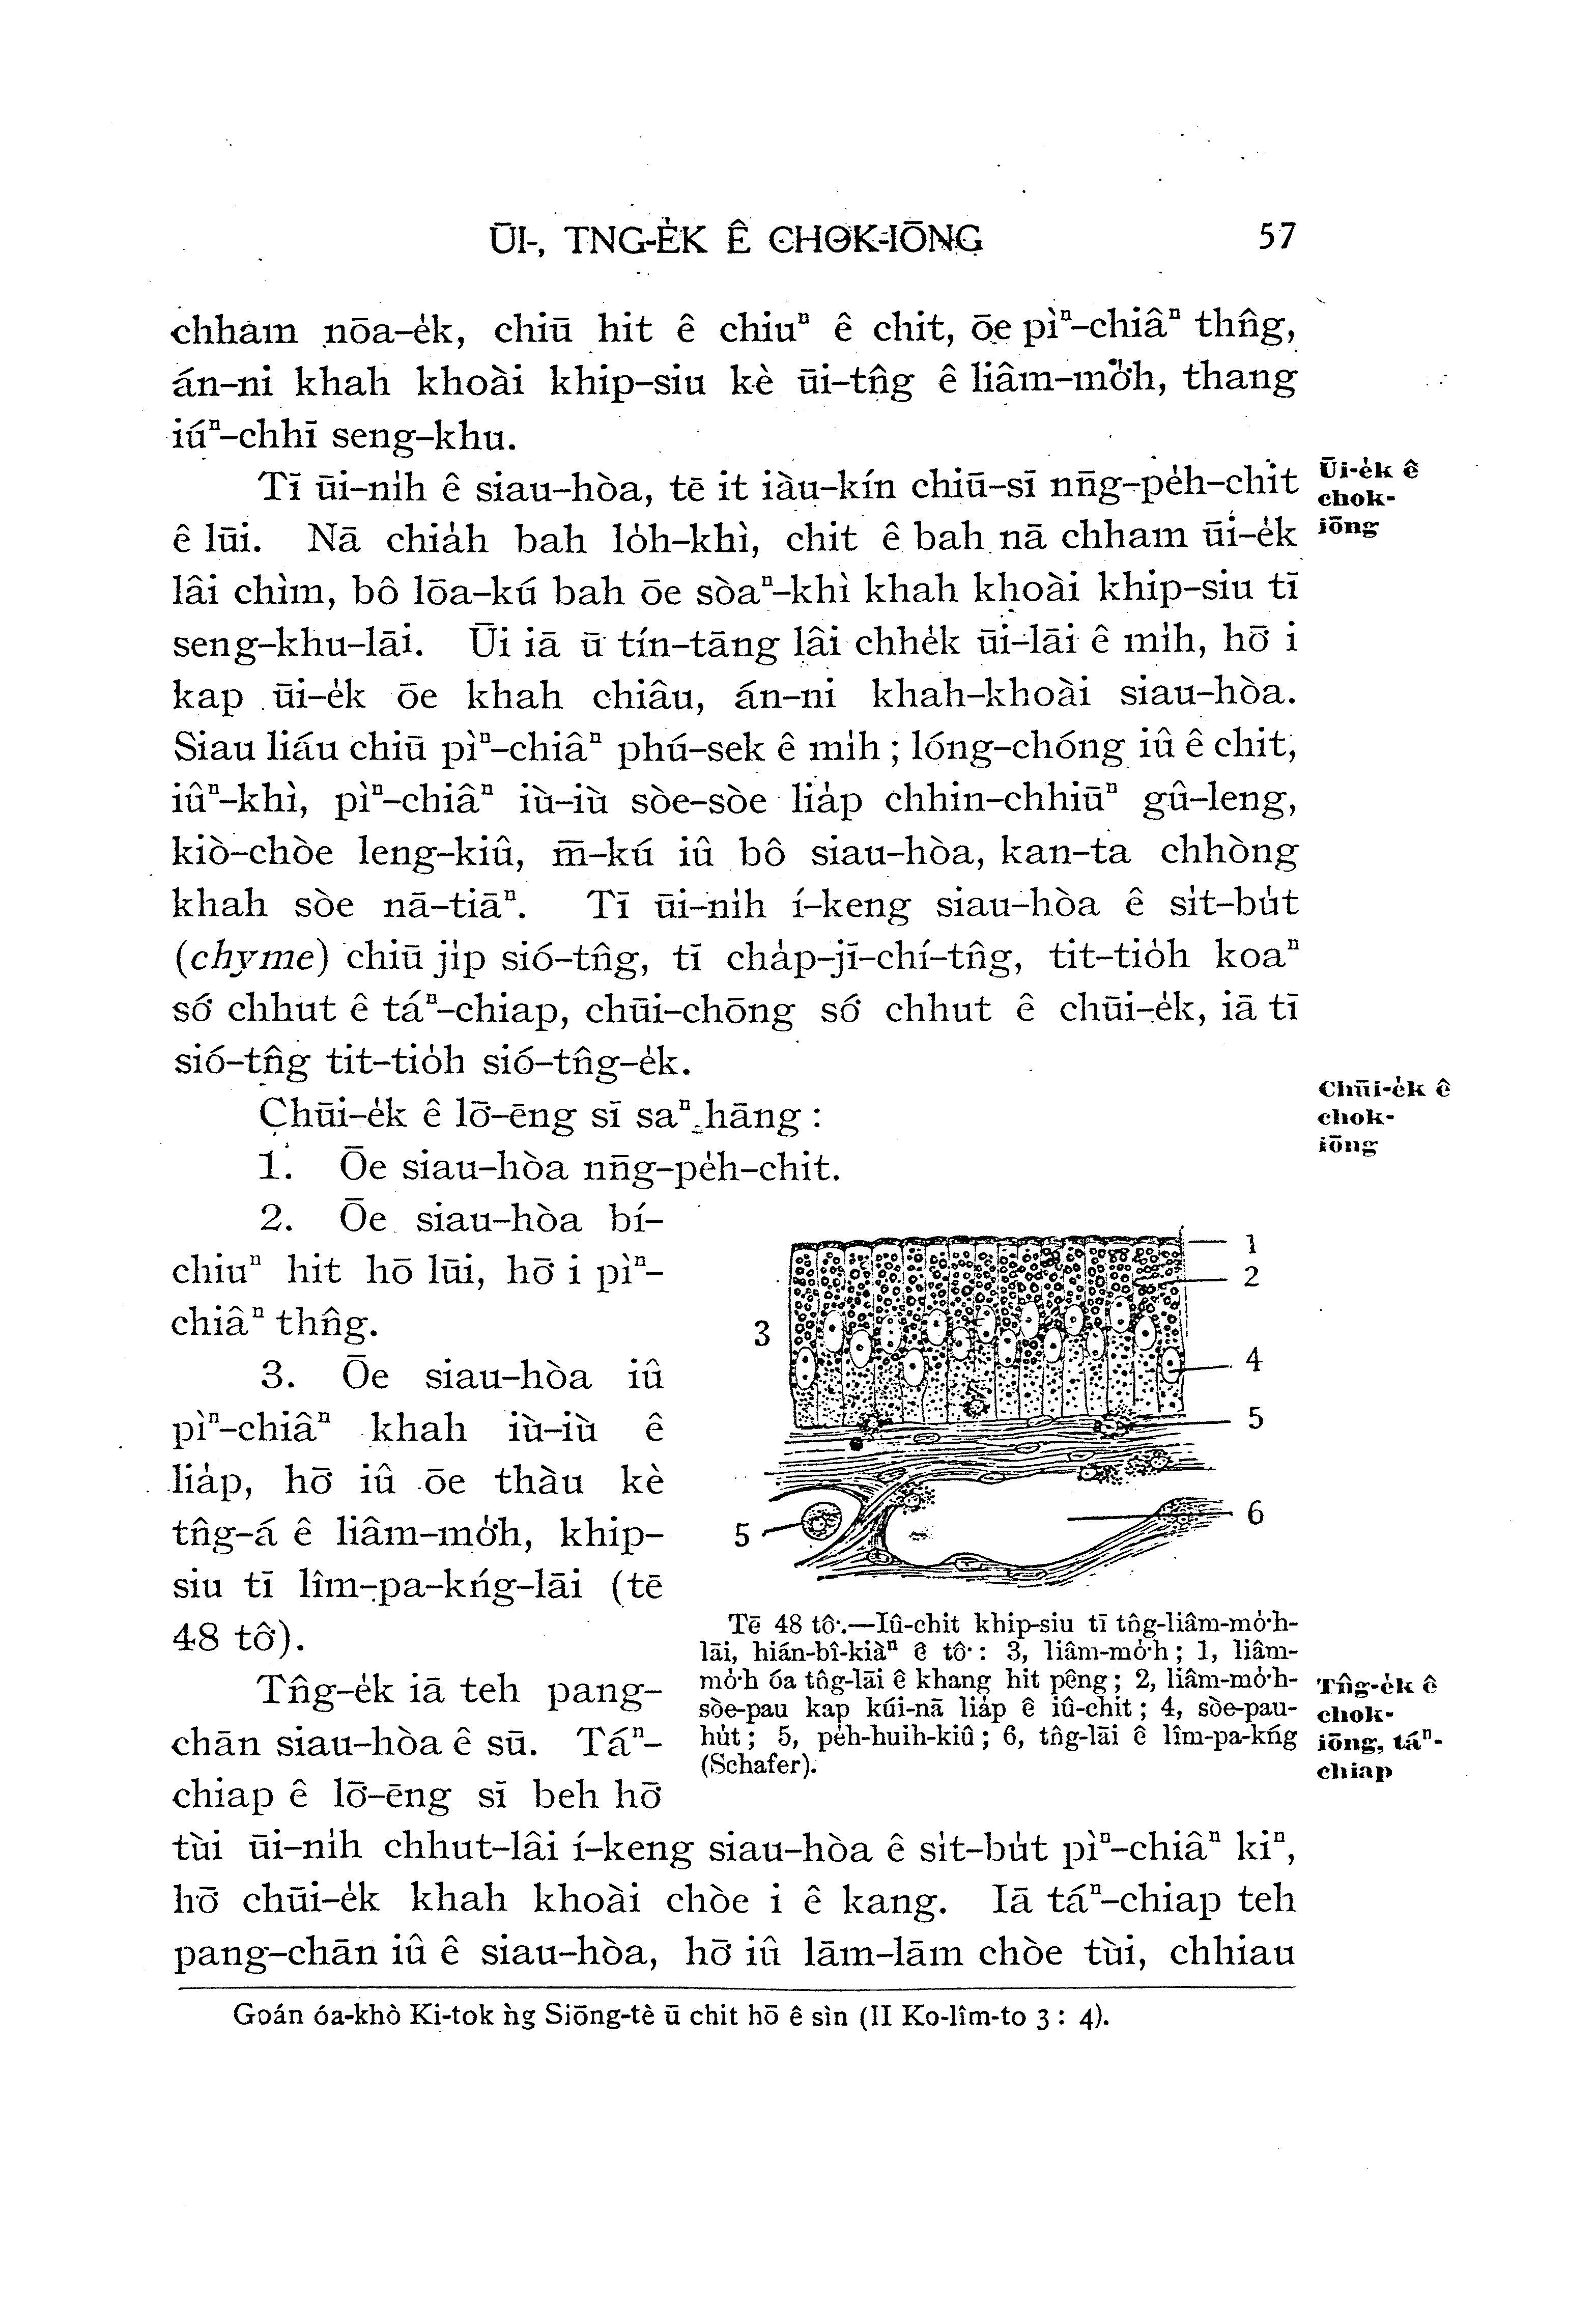 ŪI-, TNG-E̍K Ê CHOK-IŌNG 57
chham nōa-e̍k, chiū hit ê chiuⁿ ê chit, ōe pìⁿ-chiâⁿ thn̂g,
án-ni khah khoài khip-siu kè ūi-tn̂g ê liâm-mo̍͘h, thang
iúⁿ-chhī seng-khu.
Tī ūi-ni̍h ê siau-hòa, tē it iàu-kín chiū-sī nn̄g-pe̍h-chit
ê lūi. Nā chia̍h bah lo̍h-khì, chit ê bah nā chham ūi-e̍k
lâi chìm, bô lōa-kú bah ōe sòaⁿ-khì khah khoài khip-siu tī
seng-khu-lāi. Ūi iā ū tín-tāng lâi chhe̍k ūi-lāi ê mi̍h, hō͘ i
kap ūi-e̍k ōe khah chiâu, án-ni khah-khoài siau-hòa.
Siau liáu chiū pìⁿ-chiâⁿ phú-sek ê mi̍h; lóng-chóng iû ê chit,
iûⁿ-khì, pìⁿ-chiâⁿ iù-iù sòe-sòe lia̍p chhin-chhiūⁿ gû-leng,
kiò-chòe leng-kiû, m̄-kú iû bô siau-hòa, kan-ta chhòng
khah sòe nā-tiāⁿ. Tī ūi-ni̍h í-keng siau-hòa ê si̍t-bu̍t
(chyme) chiū ji̍p sió-tn̂g, tī cha̍p-jī-chí-tn̂g, tit-tio̍h koaⁿ
só͘ chhut ê táⁿ-chiap, chūi-chōng só͘ chhut ê chūi-e̍k, iā tī
sió-tn̂g tit-tio̍h sió-tn̂g-e̍k.
Chūi-e̍k ê lō͘-ēng sī saⁿ hāng:
1. Ōe siau-hòa nn̄g-pe̍h-chit.
2. Ōe siau-hòa bí-
chiuⁿ hit hō lūi, hō͘ i pìⁿ-
chiâⁿ thn̂g.
3. Ōe siau-hòa iû
pìⁿ-chiâⁿ khah iù-iù ê
lia̍p, hō͘ iû ōe thàu kè
tn̂g-á ê liâm-mo̍͘h, khip-
siu tī lîm-pa-kńg-lāi (tē
48 tô͘).
Tn̂g-e̍k iā teh pang-
chān siau-hòa ê sū. Táⁿ-
chiap ê lō͘-ēng sī beh hō͘
tùi ūi-ni̍h chhut-lâi í-keng siau-hòa ê si̍t-bu̍t pìⁿ-chiâⁿ kiⁿ,
hō͘ chūi-e̍k khah khoài chòe i ê kang. Iā táⁿ-chiap teh
pang-chān iû ê siau-hòa, hō͘ iû lām-lām chòe tùi, chhiau
Ūi-e̍k ê
chok-
iōng
Chūi-e̍k ê
chok-
iōng
Tn̂g-e̍k ê
chok-
iōng, táⁿ-
chiap
1
2
3
4
5
5
6
Tē 48 tô͘.—Iû-chit khip-siu tī tn̂g-liâm-mo̍͘h-
lāi, hián-bî-kiàⁿ ê tô͘: 3, liâm-mo̍͘h; 1, liâm-
mo̍͘h óa tn̂g-lāi ê khang hit pêng; 2, liâm-mo̍͘h-
sòe-pau kap kúi-nā lia̍p ê iû-chit; 4, sòe-pau-
hu̍t; 5, pe̍h-huih-kiû; 6, tn̂g-lāi ê lîm-pa-kńg
(Schafer).
Goán óa-khò Ki-tok ǹg Siōng-tè ū chit hō ê sìn (II Ko-lîm-to 3: 4).